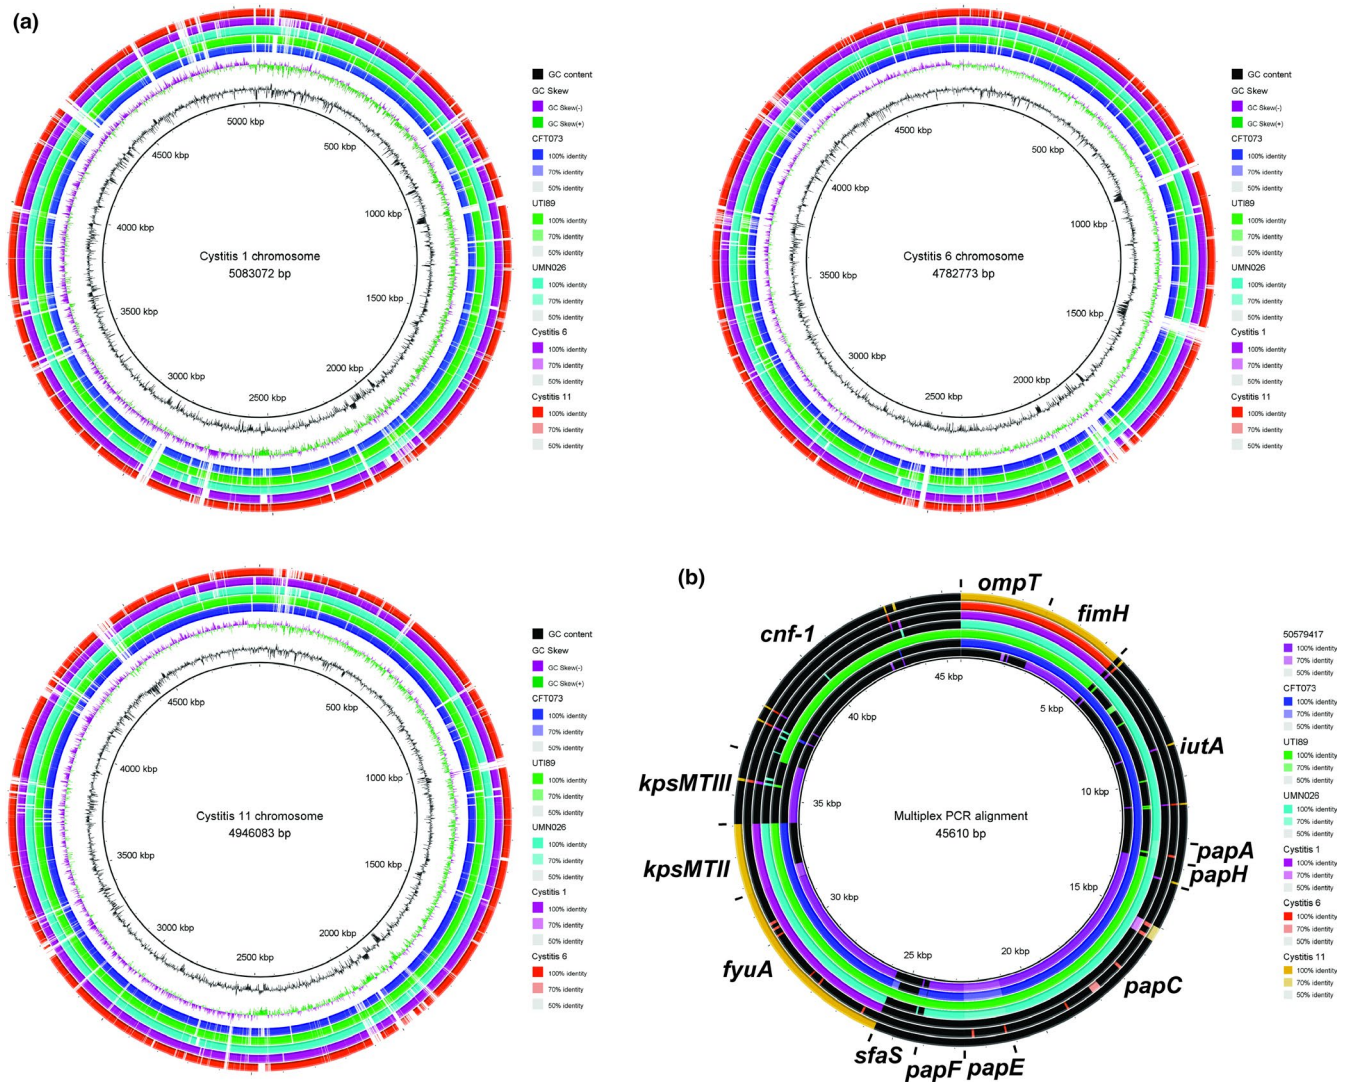 (a)
5000 kbp
500 kbp
1000 kbp
1500 kbp
2000 kbp
2500 kbp
3000 kbp
3500 kbp
4000 kbp
4500 kbp
Cystitis 1 chromosome
5083072 bp
GC content
GC Skew
GC Skew(-)
GC Skew(+)
CFT073
100% identity
70% identity
50% identity
UTI89
100% identity
70% identity
50% identity
UMN026
100% identity
70% identity
50% identity
Cystitis 6
100% identity
70% identity
50% identity
Cystitis 11
100% identity
70% identity
50% identity
500 kbp
1000 kbp
1500 kbp
2000 kbp
2500 kbp
3000 kbp
3500 kbp
4000 kbp
4500 kbp
Cystitis 6 chromosome
4782773 bp
GC content
GC Skew
GC Skew(-)
GC Skew(+)
CFT073
100% identity
70% identity
50% identity
UTI89
100% identity
70% identity
50% identity
UMN026
100% identity
70% identity
50% identity
Cystitis 1
100% identity
70% identity
50% identity
Cystitis 11
100% identity
70% identity
50% identity
500 kbp
1000 kbp
1500 kbp
2000 kbp
2500 kbp
3000 kbp
3500 kbp
4000 kbp
4500 kbp
Cystitis 11 chromosome
4946083 bp
GC content
GC Skew
GC Skew(-)
GC Skew(+)
CFT073
100% identity
70% identity
50% identity
UTI89
100% identity
70% identity
50% identity
UMN026
100% identity
70% identity
50% identity
Cystitis 1
100% identity
70% identity
50% identity
Cystitis 6
100% identity
70% identity
50% identity
(b)
ompT
fimH
iutA
papA
papH
papC
papE
papF
sfaS
fyuA
kpsMTII
kpsMTIII
cnf-1
5 kbp
10 kbp
15 kbp
20 kbp
25 kbp
30 kbp
35 kbp
40 kbp
45 kbp
Multiplex PCR alignment
45610 bp
50579417
100% identity
70% identity
50% identity
CFT073
100% identity
70% identity
50% identity
UTI89
100% identity
70% identity
50% identity
UMN026
100% identity
70% identity
50% identity
Cystitis 1
100% identity
70% identity
50% identity
Cystitis 6
100% identity
70% identity
50% identity
Cystitis 11
100% identity
70% identity
50% identity